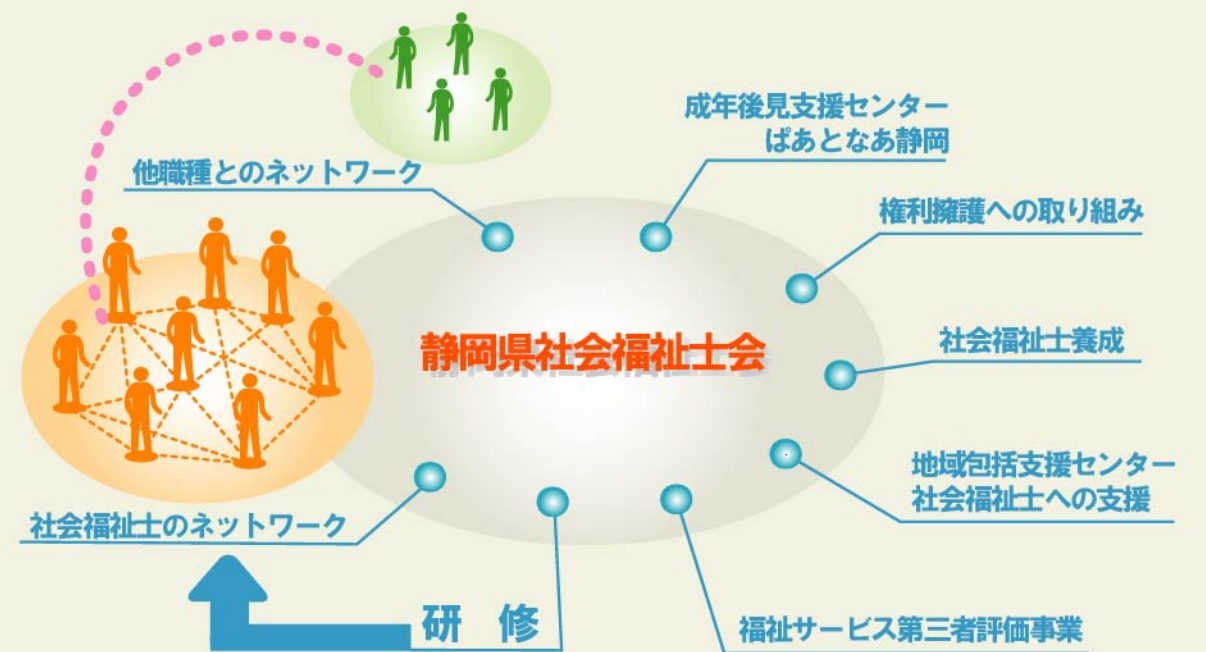 成年後見支援センター
ぱあとなあ静岡
他職種とのネットワーク
権利擁護への取り組み
静岡県社会福祉士会
社会福祉士養成
地域包括支援センター
社会福祉士への支援
社会福祉士のネットワーク
研 修
福祉サービス第三者評価事業